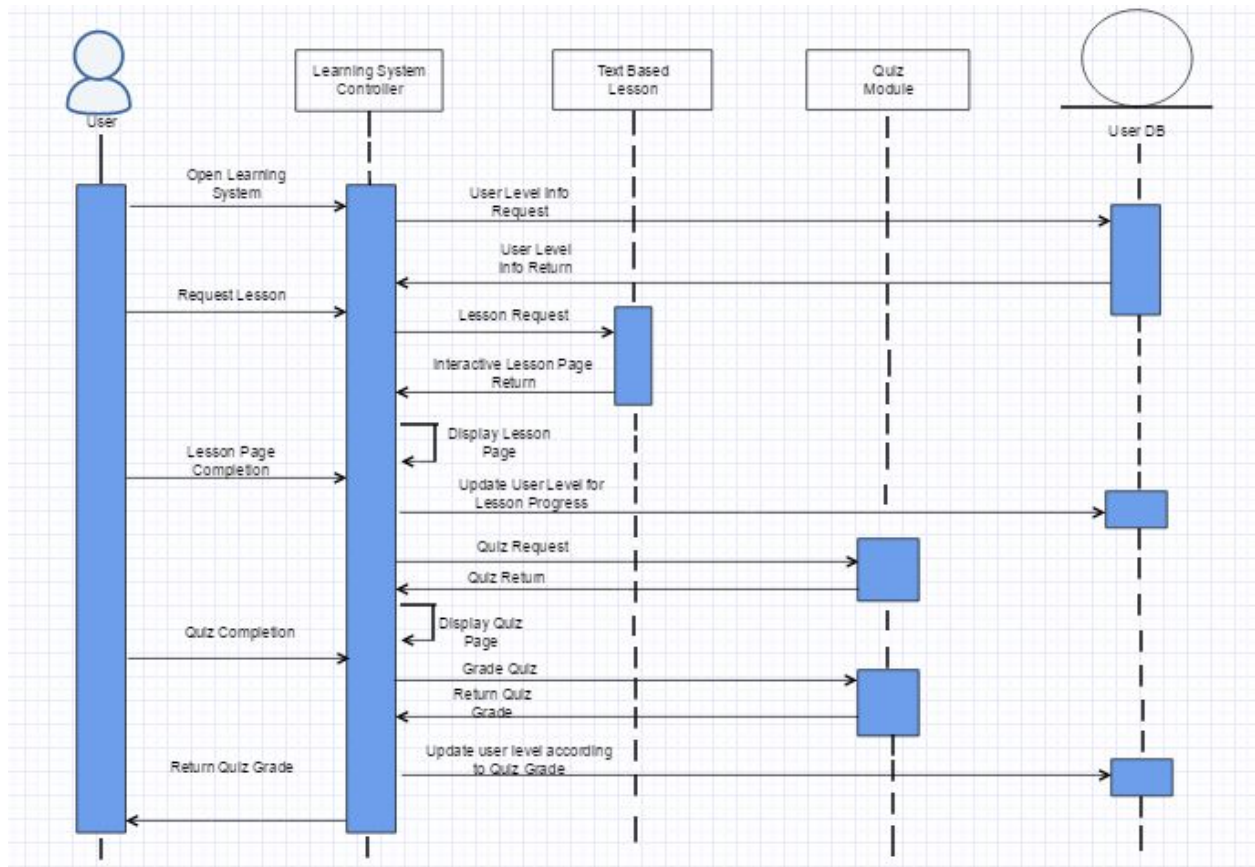 Learning System
Controller
Text Based
Lesson
Quiz
Module
User
User DB
Open Learning
System
User Level Info
Request
User Level
Info Return
Request Lesson
Lesson Request
Interactive Lesson Page
Return
Display Lesson
Page
Lesson Page
Completion
Update User Level for
Lesson Progress
Quiz Request
Quiz Return
Display Quiz
Page
Quiz Completion
Grade Quiz
Return Quiz
Grade
Update user level according
to Quiz Grade
Return Quiz Grade